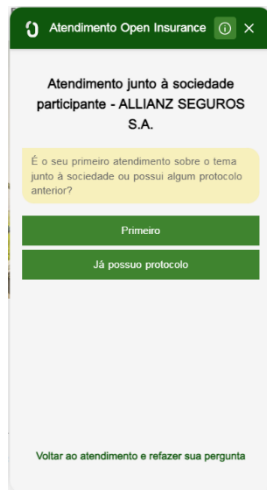 Atendimento Open Insurance
Atendimento junto à sociedade
participante - ALLIANZ SEGUROS
S.A.
É o seu primeiro atendimento sobre o tema
junto à sociedade ou possui algum protocolo
anterior?
Primeiro
Já possuo protocolo
Voltar ao atendimento e refazer sua pergunta